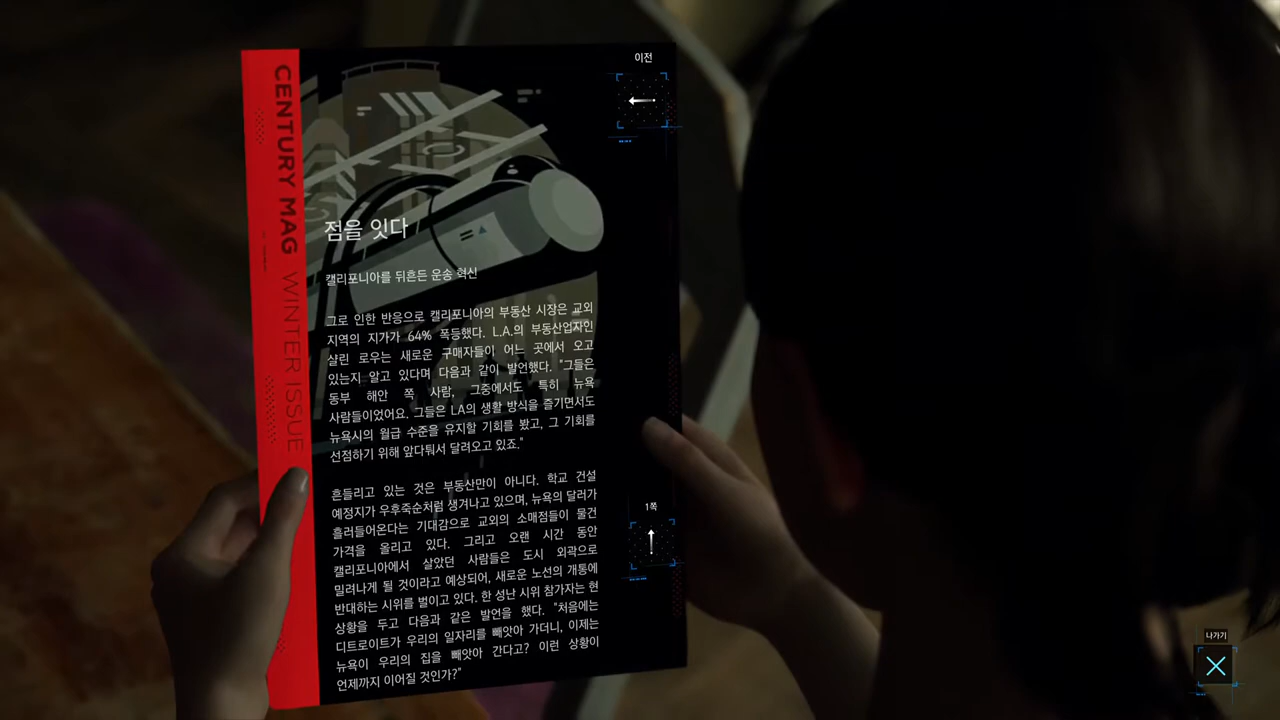 CENTURY MAG WINTER ISSUE
이전
점을 잇다
캘리포니아를 뒤흔든 운송 혁신
그로 인한 반응으로 캘리포니아의 부동산 시장은 교외
지역의 지가가 64% 폭등했다. L.A.의 부동산업자인
샬린 로우는 새로운 구매자들이 어느 곳에서 오고
있는지 알고 있다며 다음과 같이 발언했다. "그들은
동부 해안 쪽 사람, 그중에서도 특히 뉴욕
사람들이었어요. 그들은 LA의 생활 방식을 즐기면서도
뉴욕시의 월급 수준을 유지할 기회를 봤고, 그 기회를
선점하기 위해 앞다퉈서 달려오고 있죠."
흔들리고 있는 것은 부동산만이 아니다. 학교 건설
예정지가 우후죽순처럼 생겨나고 있으며, 뉴욕의 달러가
흘러들어온다는 기대감으로 교외의 소매점들이 물건
가격을 올리고 있다. 그리고 오랜 시간 동안
캘리포니아에서 살았던 사람들은 도시 외곽으로
밀려나게 될 것이라고 예상되어, 새로운 노선의 개통에
반대하는 시위를 벌이고 있다. 한 성난 시위 참가자는 현
상황을 두고 다음과 같은 발언을 했다. "처음에는
디트로이트가 우리의 일자리를 빼앗아 가더니, 이제는
뉴욕이 우리의 집을 빼앗아 간다고? 이런 상황이
언제까지 이어질 것인가?"
1쪽
나가기